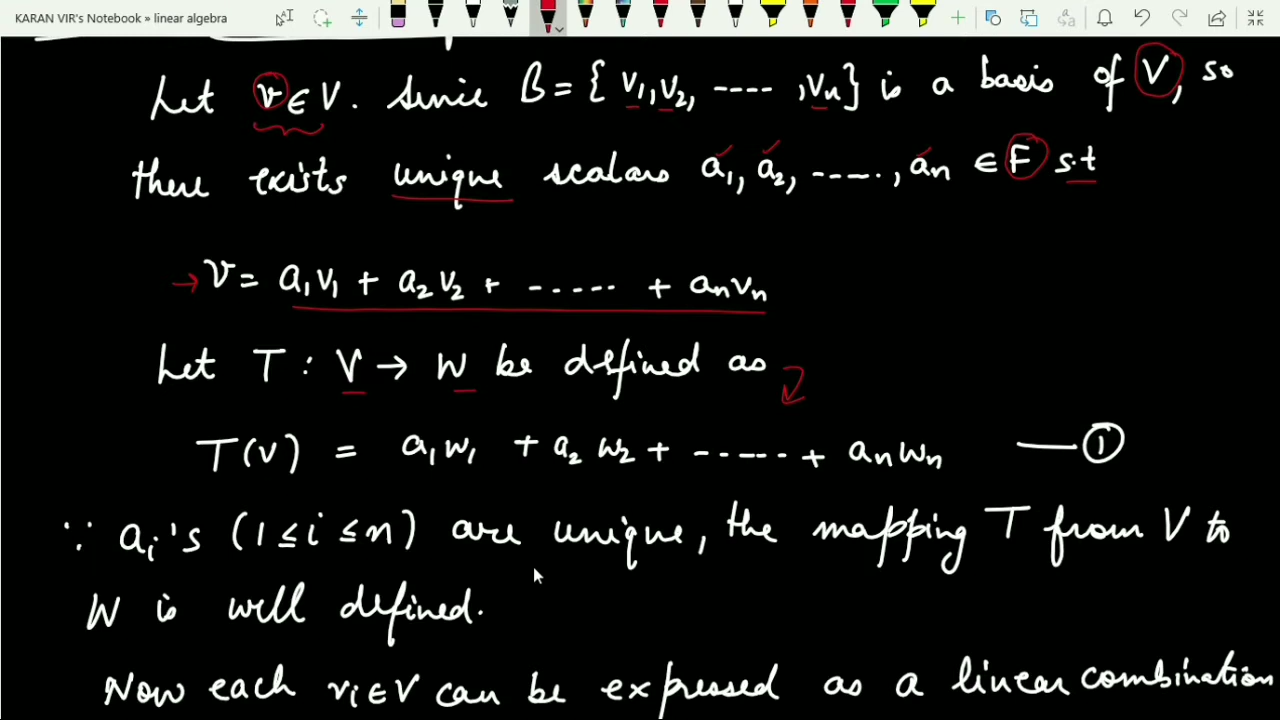 KARAN VIR's Notebook » linear algebra
Let v ∈ V. Since B = { v₁, v₂, ----- , vₙ } is a basis of V, so
there exists unique scalars a₁, a₂, ------, aₙ ∈ F s.t
→ v = a₁v₁ + a₂v₂ + ...... + aₙvₙ
Let T : V → W be defined as
T(v) = a₁w₁ + a₂w₂ + ------ + aₙwₙ —— ①
∵ aᵢ's (1 ≤ i ≤ n) are unique, the mapping T from V to
W is well defined.
Now each vᵢ ∈ V can be expressed as a linear combination